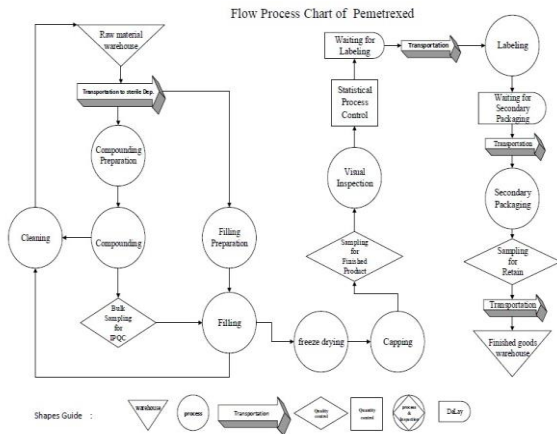 Flow Process Chart of Pemetrexed
Raw material
warehouse
Transportation to sterile Dep.
Compounding
Preparation
Cleaning
Compounding
Bulk
Sampling
for
IPQC
Filling
Preparation
Filling
freeze drying
Capping
Sampling
for
Finished
Product
Visual
Inspection
Statistical
Process
Control
Waiting for
Labeling
Transportation
Labeling
Waiting for
Secondary
Packaging
Transportation
Secondary
Packaging
Sampling
for
Retain
Transportation
Finished goods
warehouse
Shapes Guide :
warehouse
process
Transportation
Quality
control
Quantity
control
process
&
Inspection
DaLay